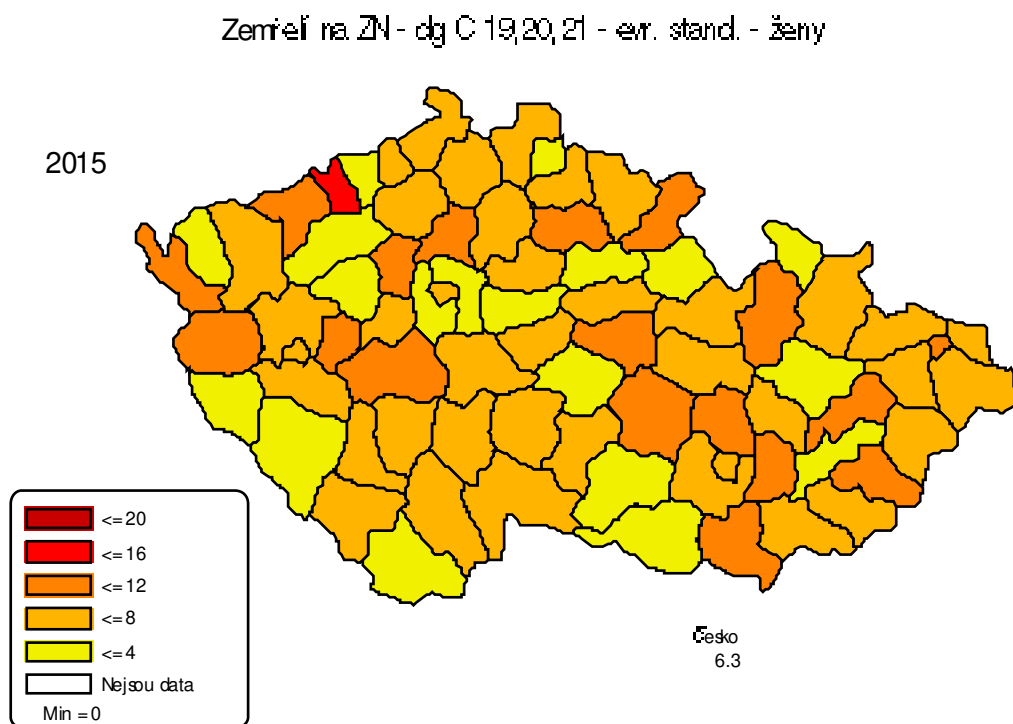 Zemřelí na ZN - dg C 19,20,21 - evr. stand. - ženy
2015
<=20
<=16
<=12
<=8
<=4
Nejsou data
Min = 0
Česko
6.3